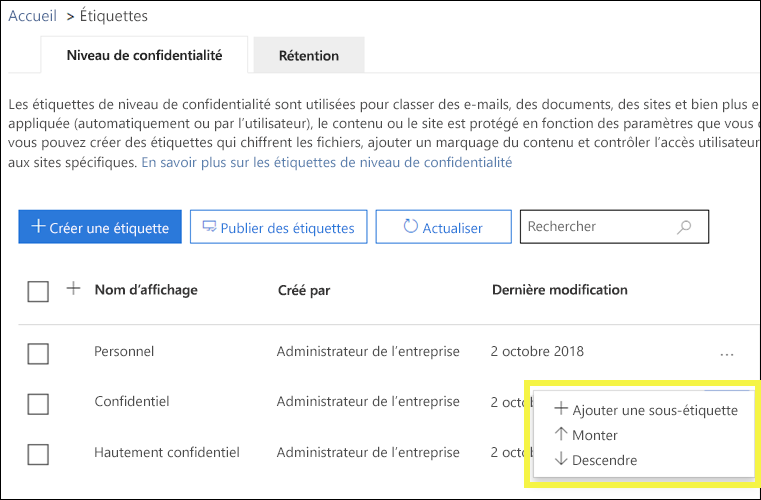 Accueil > Étiquettes
Niveau de confidentialité Rétention
Les étiquettes de niveau de confidentialité sont utilisées pour classer des e-mails, des documents, des sites et bien plus e
appliquée (automatiquement ou par l'utilisateur), le contenu ou le site est protégé en fonction des paramètres que vous
vous pouvez créer des étiquettes qui chiffrent les fichiers, ajouter un marquage du contenu et contrôler l'accès utilisateur
aux sites spécifiques. En savoir plus sur les étiquettes de niveau de confidentialité
+ Créer une étiquette Publier des étiquettes Actualiser Rechercher
+ Nom d'affichage Créé par Dernière modification
Personnel Administrateur de l'entreprise 2 octobre 2018 ...
Confidentiel Administrateur de l'entreprise 2 octo
+ Ajouter une sous-étiquette
↑ Monter
Hautement confidentiel Administrateur de l'entreprise 2 octo
↓ Descendre